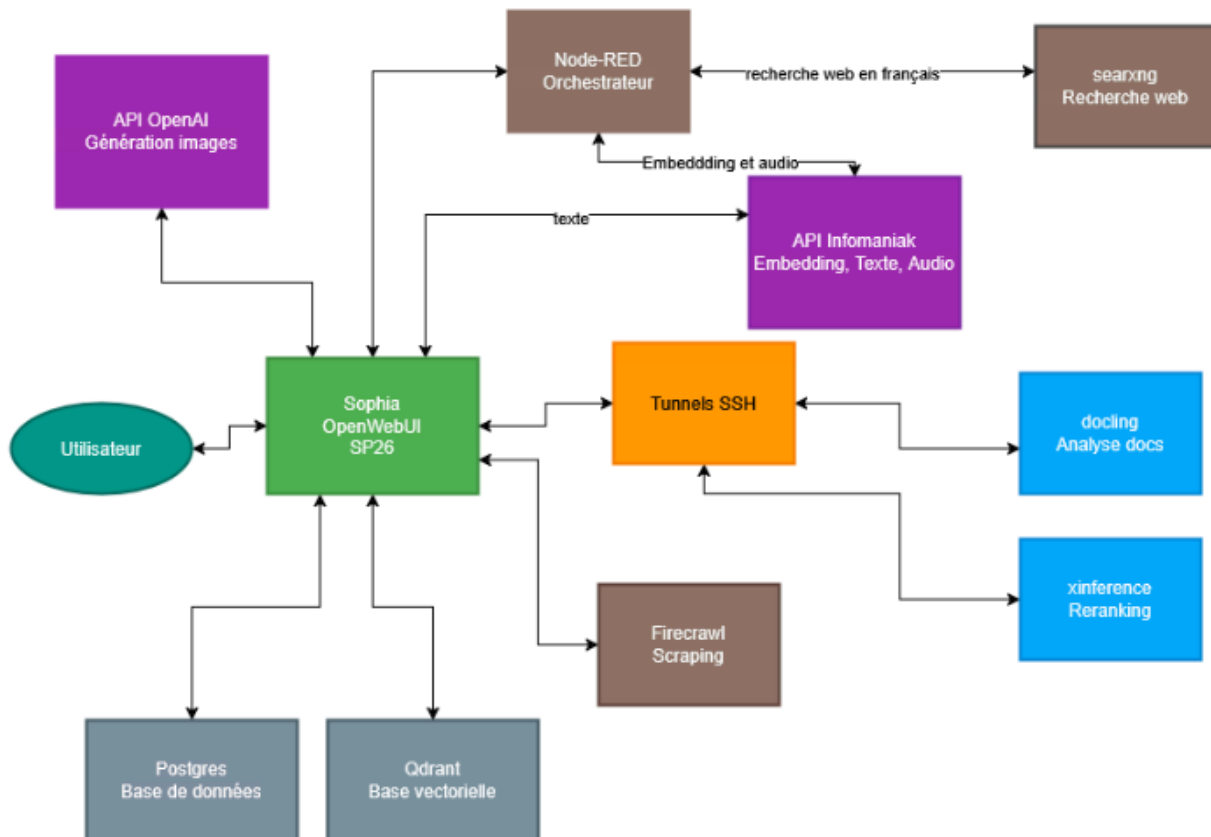 Node-RED
Orchestrateur
recherche web en français
searxng
Recherche web
API OpenAI
Génération images
Embeddding et audio
texte
API Infomaniak
Embedding, Texte, Audio
Sophia
OpenWebUI
SP26
Tunnels SSH
Utilisateur
docling
Analyse docs
xinference
Reranking
Firecrawl
Scraping
Postgres
Base de données
Qdrant
Base vectorielle